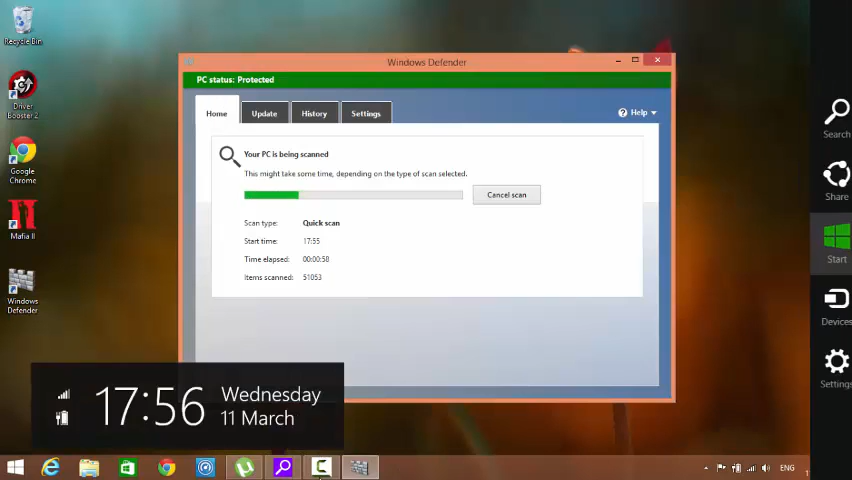 Recycle Bin
Driver
Booster 2
Google
Chrome
Mafia II
Windows
Defender
Windows Defender
PC status: Protected
Home
Update
History
Settings
Help
Your PC is being scanned
This might take some time, depending on the type of scan selected.
Cancel scan
Scan type: Quick scan
Start time: 17:55
Time elapsed: 00:00:58
Items scanned: 51053
17:56
Wednesday
11 March
Search
Share
Start
Devices
Settings
ENG